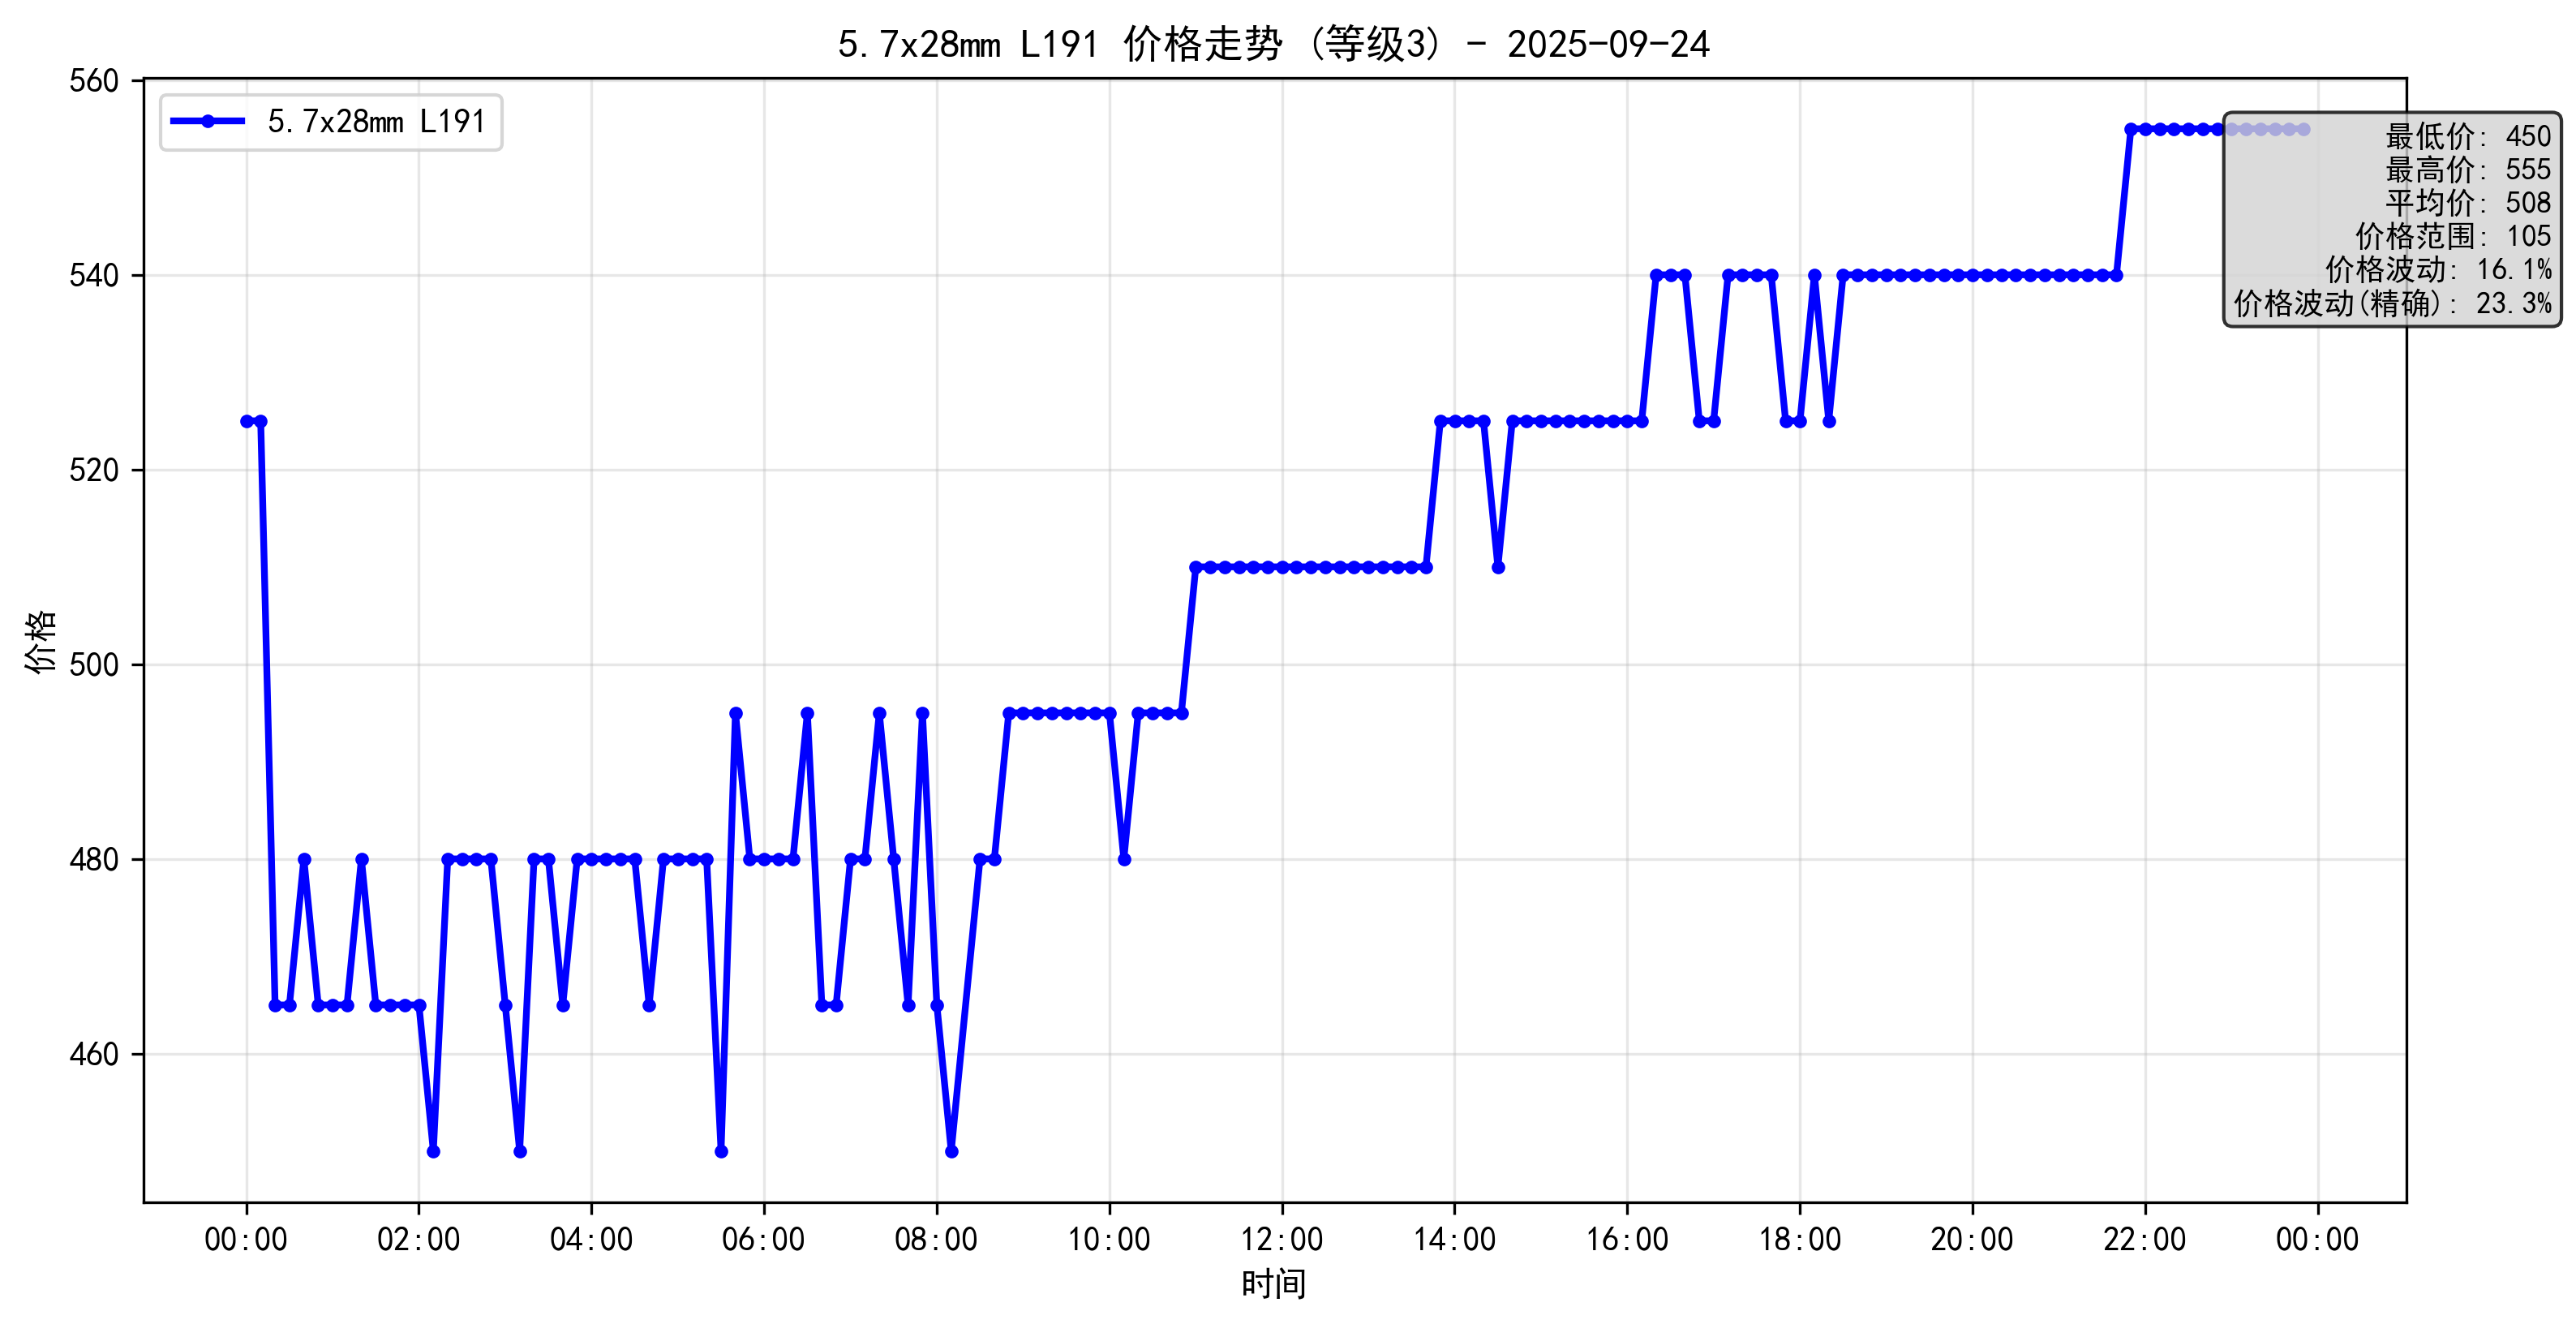 5.7x28mm L191 价格走势 (等级3) - 2025-09-24
5.7x28mm L191
最低价: 450
最高价: 555
平均价: 508
价格范围: 105
价格波动: 16.1%
价格波动(精确): 23.3%
价格
560
540
520
500
480
460
00:00 02:00 04:00 06:00 08:00 10:00 12:00 14:00 16:00 18:00 20:00 22:00 00:00
时间